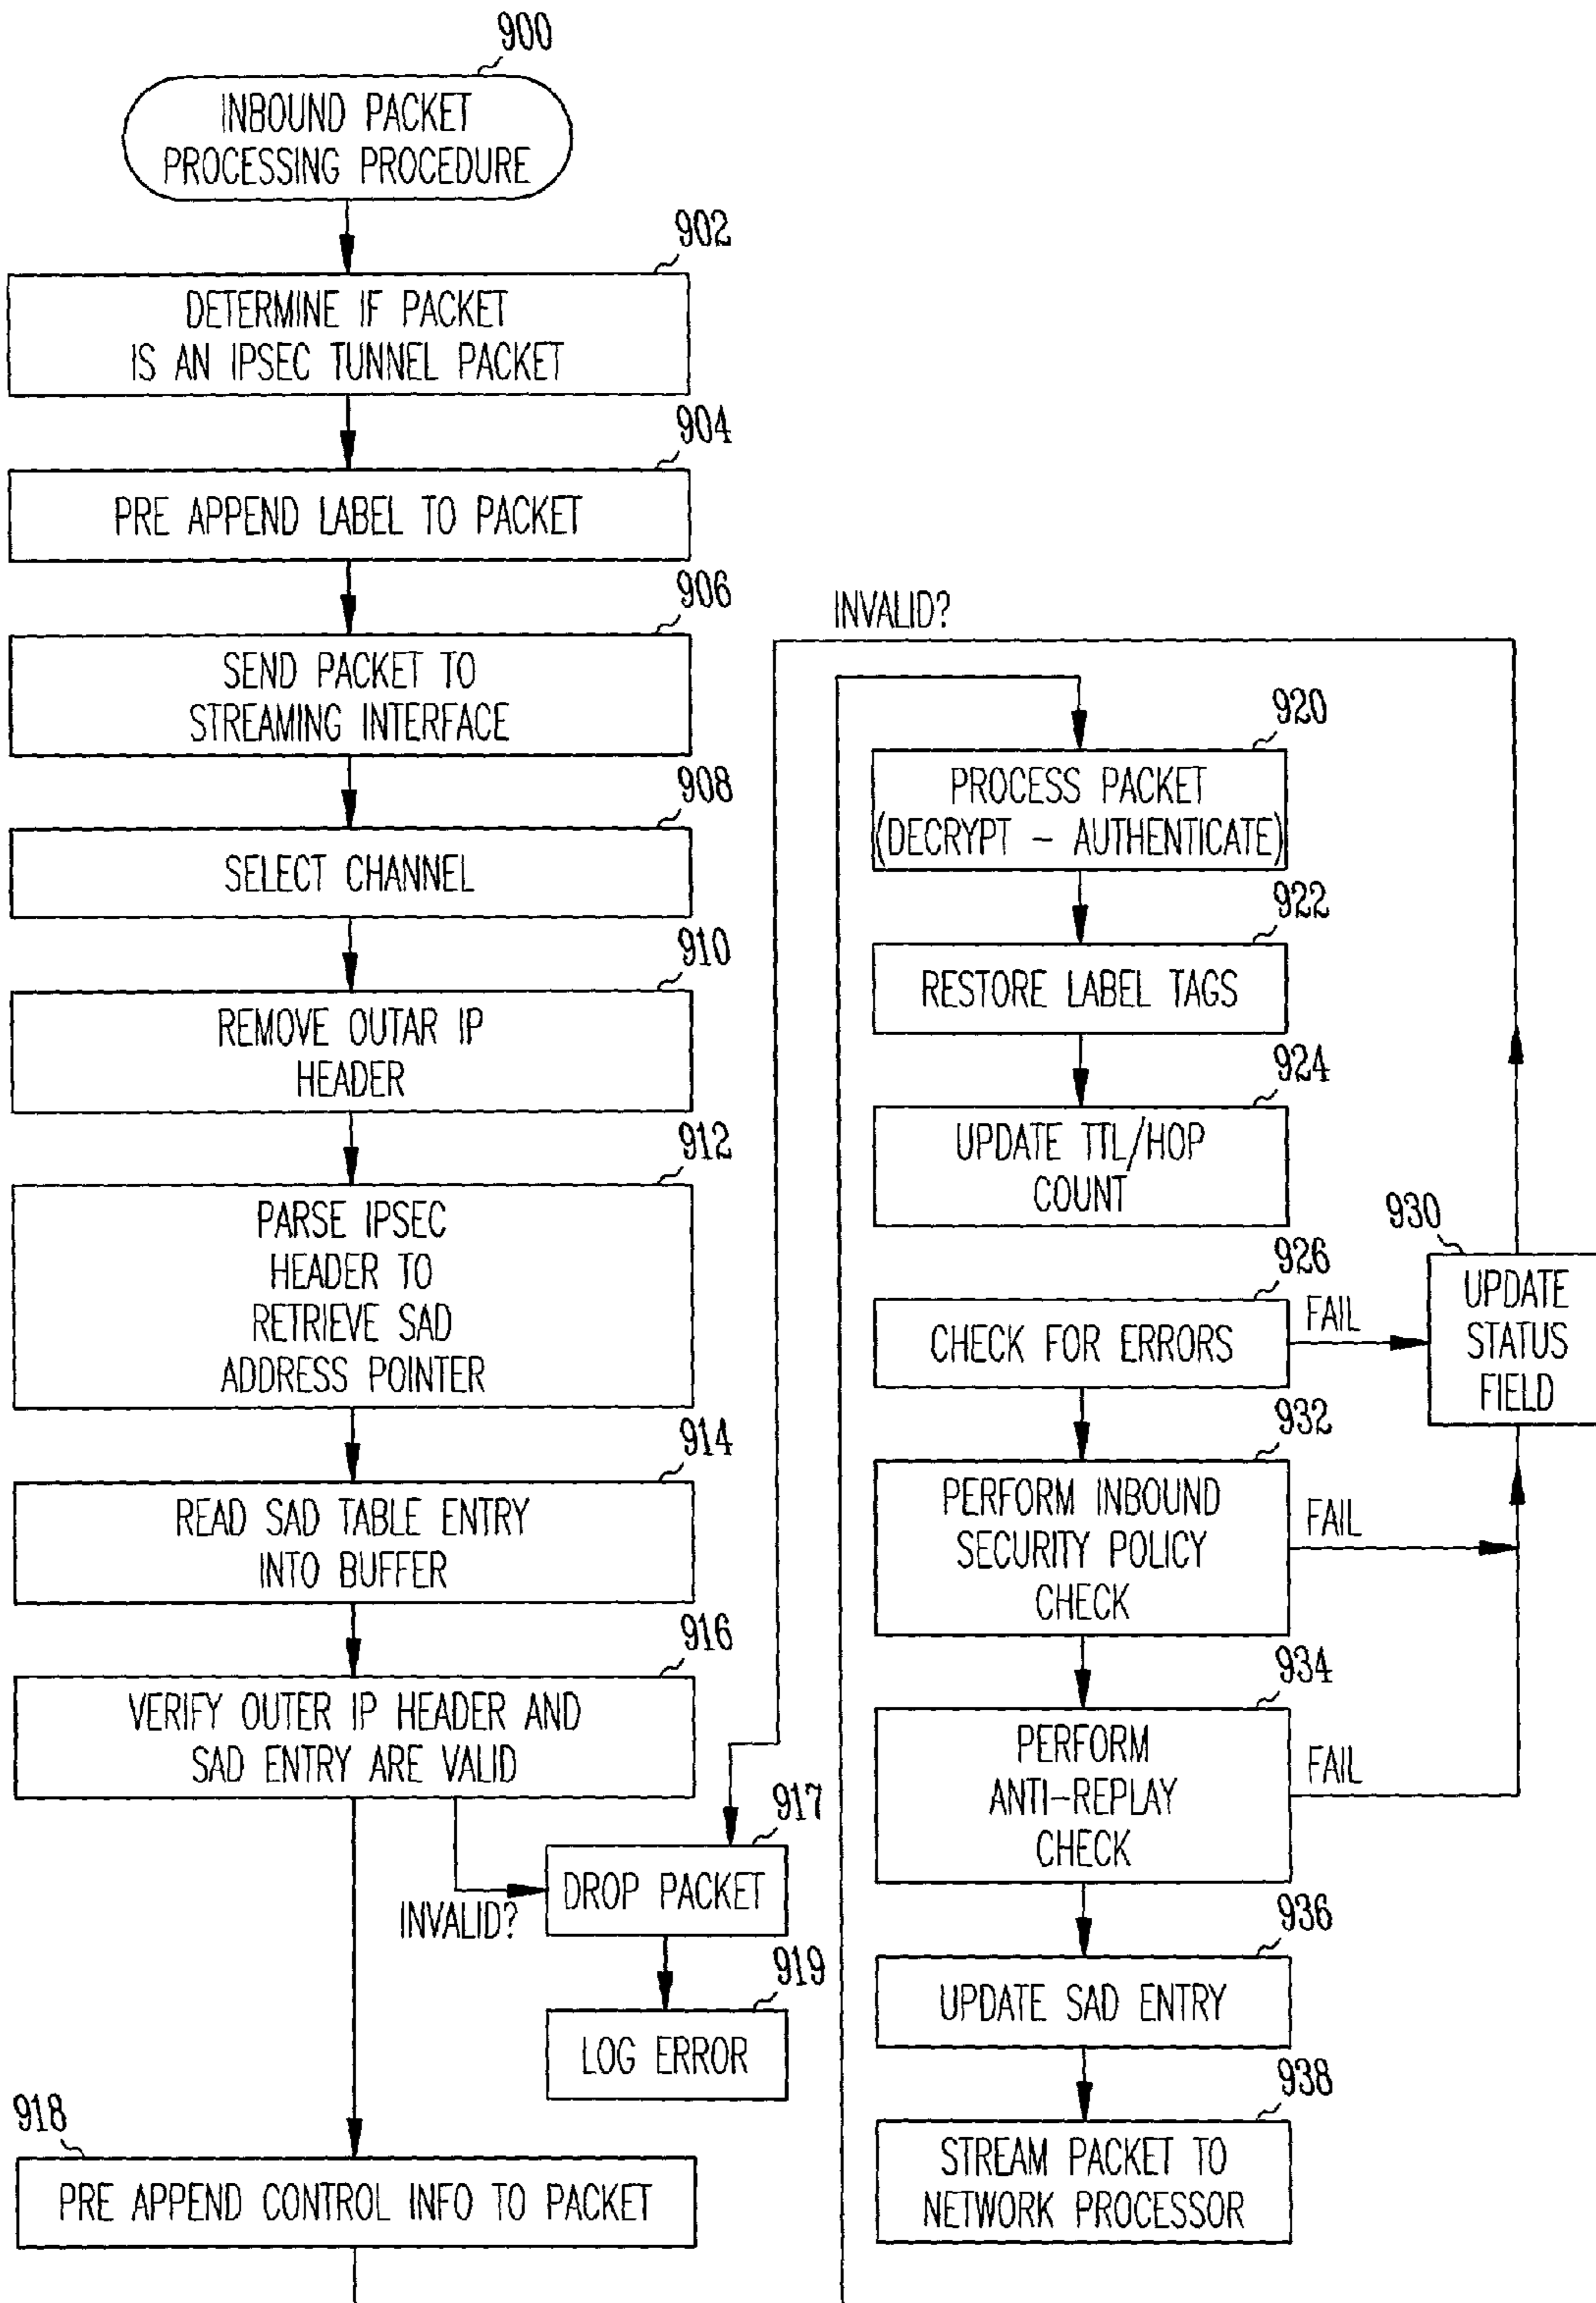 900
INBOUND PACKET
PROCESSING PROCEDURE
902
DETERMINE IF PACKET
IS AN IPSEC TUNNEL PACKET
904
PRE APPEND LABEL TO PACKET
906
SEND PACKET TO
STREAMING INTERFACE
908
SELECT CHANNEL
910
REMOVE OUTAR IP
HEADER
912
PARSE IPSEC
HEADER TO
RETRIEVE SAD
ADDRESS POINTER
914
READ SAD TABLE ENTRY
INTO BUFFER
916
VERIFY OUTER IP HEADER AND
SAD ENTRY ARE VALID
INVALID?
917
DROP PACKET
919
LOG ERROR
918
PRE APPEND CONTROL INFO TO PACKET
INVALID?
920
PROCESS PACKET
(DECRYPT – AUTHENTICATE)
922
RESTORE LABEL TAGS
924
UPDATE TTL/HOP
COUNT
926
CHECK FOR ERRORS
FAIL
930
UPDATE
STATUS
FIELD
932
PERFORM INBOUND
SECURITY POLICY
CHECK
FAIL
934
PERFORM
ANTI–REPLAY
CHECK
FAIL
936
UPDATE SAD ENTRY
938
STREAM PACKET TO
NETWORK PROCESSOR